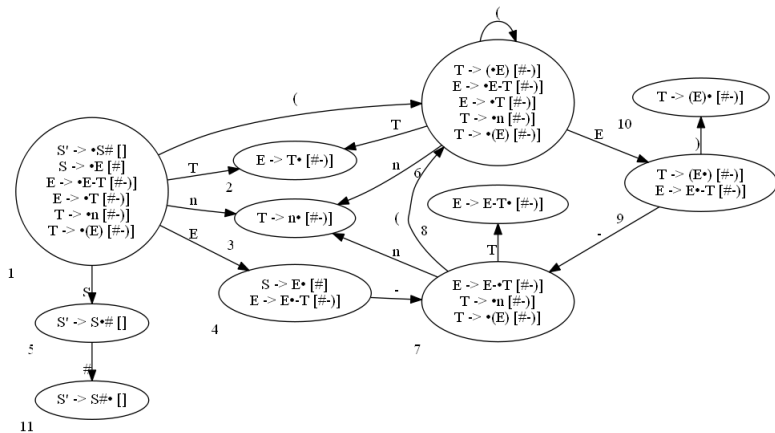 (
T -> (•E) [#-)]
E -> •E-T [#-)]
E -> •T [#-)]
T -> •n [#-)]
T -> •(E) [#-)]
6
T -> (E)• [#-)]
10
)
E
(
S' -> •S# []
S -> •E [#]
E -> •E-T [#-)]
E -> •T [#-)]
T -> •n [#-)]
T -> •(E) [#-)]
1
T
T
E -> T• [#-)]
2
n
n
T -> n• [#-)]
3
E
(
E -> E-T• [#-)]
8
T -> (E•) [#-)]
E -> E•-T [#-)]
9
-
n
T
S -> E• [#]
E -> E•-T [#-)]
4
-
E -> E-•T [#-)]
T -> •n [#-)]
T -> •(E) [#-)]
7
S
S' -> S•# []
5
#
S' -> S#• []
11